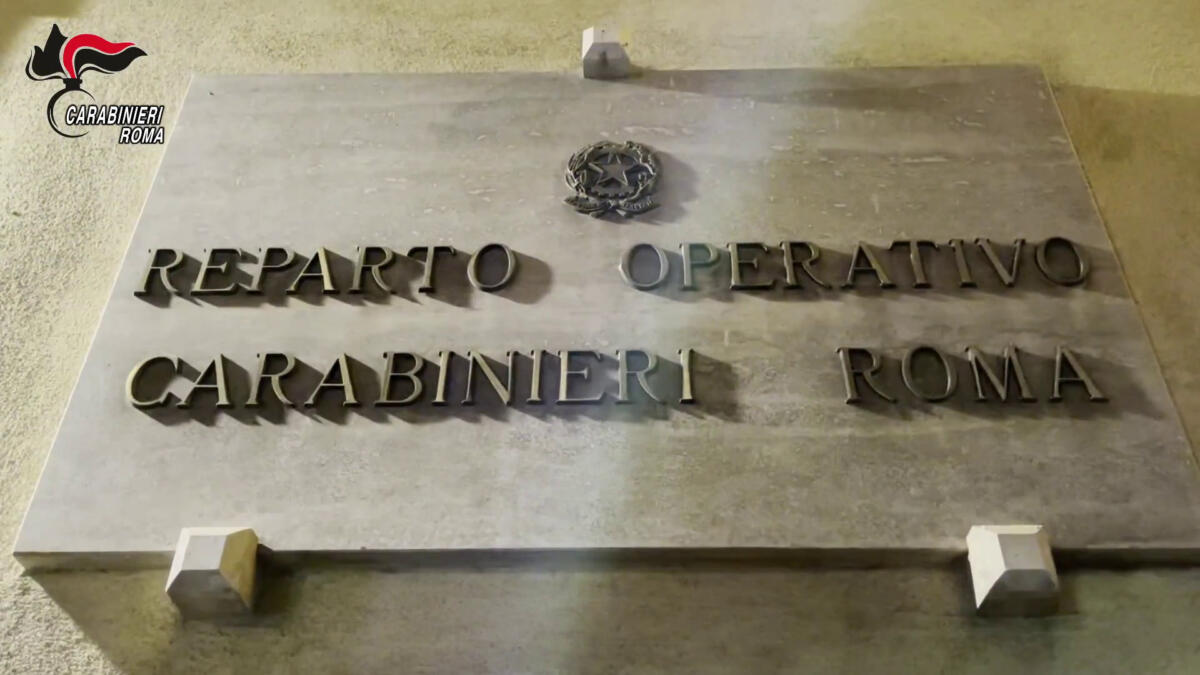 CARABINIERI
ROMA
REPARTO OPERATIVO
CARABINIERI ROMA